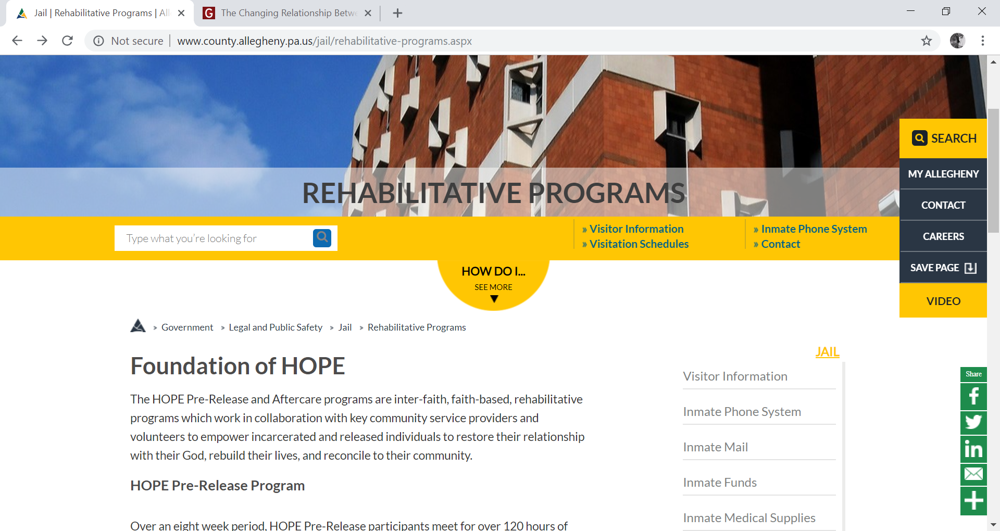 Jail | Rehabilitative Programs | All
G The Changing Relationship Betwe
Not secure | www.county.allegheny.pa.us/jail/rehabilitative-programs.aspx
REHABILITATIVE PROGRAMS
Type what you're looking for
» Visitor Information
» Visitation Schedules
» Inmate Phone System
» Contact
HOW DO I...
SEE MORE
SEARCH
MY ALLEGHENY
CONTACT
CAREERS
SAVE PAGE
VIDEO
> Government > Legal and Public Safety > Jail > Rehabilitative Programs
Foundation of HOPE
The HOPE Pre-Release and Aftercare programs are inter-faith, faith-based, rehabilitative
programs which work in collaboration with key community service providers and
volunteers to empower incarcerated and released individuals to restore their relationship
with their God, rebuild their lives, and reconcile to their community.
HOPE Pre-Release Program
Over an eight week period, HOPE Pre-Release participants meet for over 120 hours of
JAIL
Visitor Information
Inmate Phone System
Inmate Mail
Inmate Funds
Inmate Medical Supplies
Share
f
in